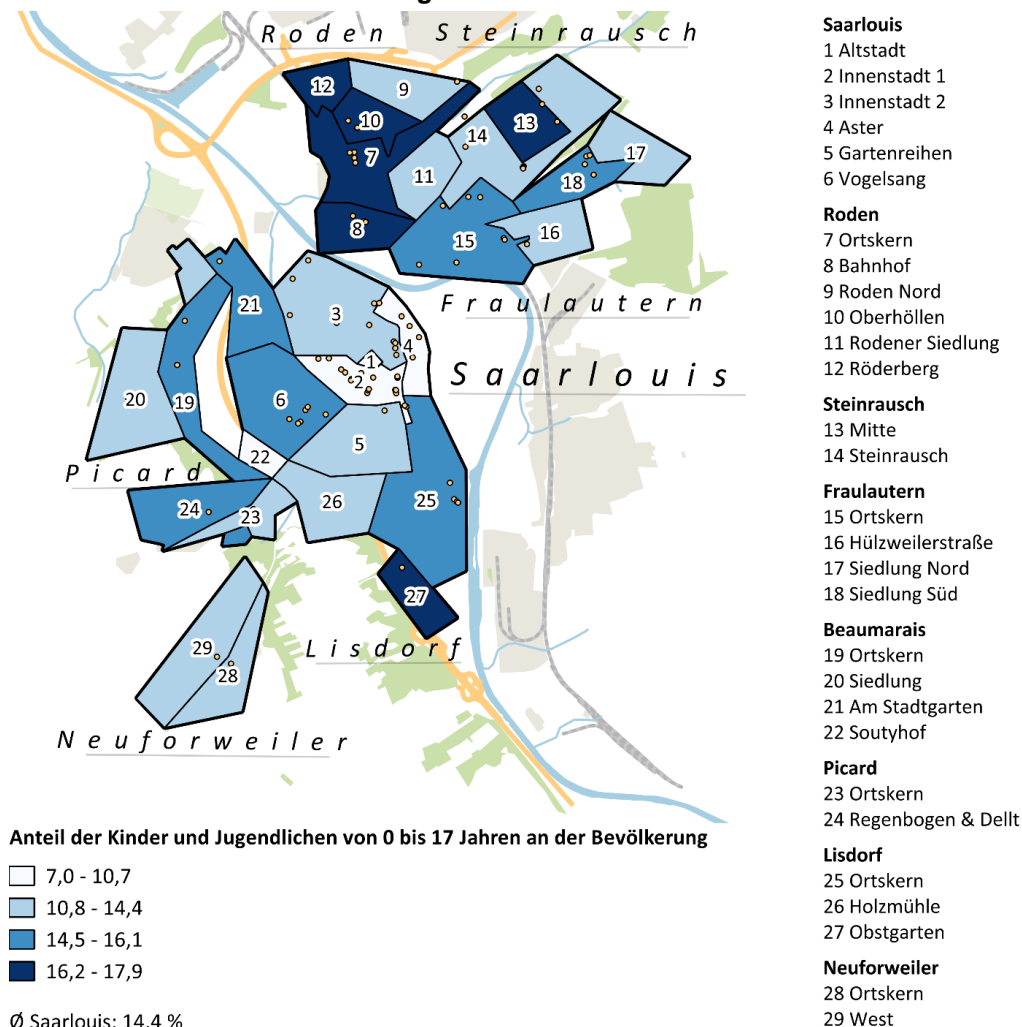 Roden Steinrausch
12
9
10
13
14
7
17
11
18
8
16
15
21
3
Fraulautern
4
1
Saarlouis
2
20
19
6
5
22
Picard
26
25
24
23
27
Lisdorf
29
28
Neuforweiler
Anteil der Kinder und Jugendlichen von 0 bis 17 Jahren an der Bevölkerung
7,0 - 10,7
10,8 - 14,4
14,5 - 16,1
16,2 - 17,9
Ø Saarlouis: 14,4 %
Saarlouis
1 Altstadt
2 Innenstadt 1
3 Innenstadt 2
4 Aster
5 Gartenreihen
6 Vogelsang
Roden
7 Ortskern
8 Bahnhof
9 Roden Nord
10 Oberhöllen
11 Rodener Siedlung
12 Röderberg
Steinrausch
13 Mitte
14 Steinrausch
Fraulautern
15 Ortskern
16 Hülzweilerstraße
17 Siedlung Nord
18 Siedlung Süd
Beaumarais
19 Ortskern
20 Siedlung
21 Am Stadtgarten
22 Soutyhof
Picard
23 Ortskern
24 Regenbogen & Dellt
Lisdorf
25 Ortskern
26 Holzmühle
27 Obstgarten
Neuforweiler
28 Ortskern
29 West